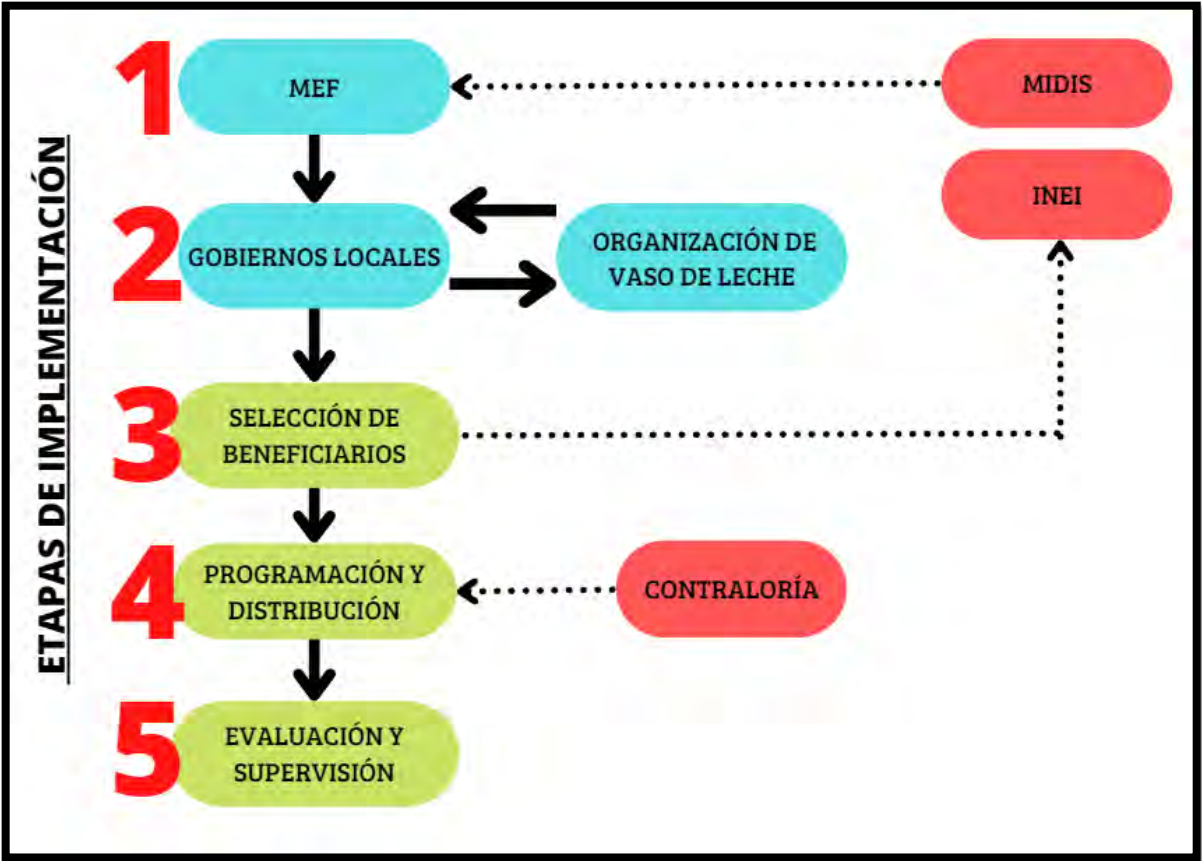 ETAPAS DE IMPLEMENTACIÓN
1
MEF
MIDIS
INEI
2
GOBIERNOS LOCALES
ORGANIZACIÓN DE
VASO DE LECHE
3
SELECCIÓN DE
BENEFICIARIOS
4
PROGRAMACIÓN Y
DISTRIBUCIÓN
CONTRALORÍA
5
EVALUACIÓN Y
SUPERVISIÓN